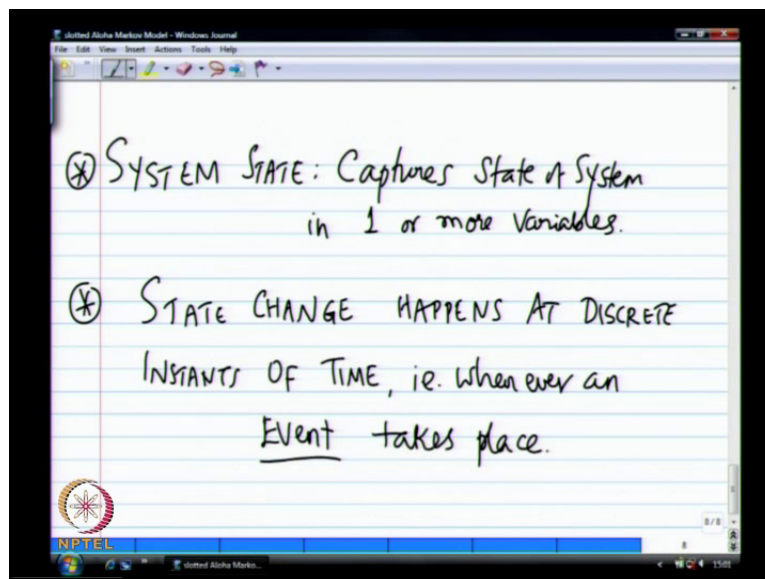 slotted Aloha Markov Model - Windows Journal
File Edit View Insert Actions Tools Help
SYSTEM STATE: Captures State of System
in 1 or more Variables.
STATE CHANGE HAPPENS AT DISCRETE
INSTANTS OF TIME, ie. when ever an
Event takes place.
8/8
8
NPTEL
slotted Aloha Marko...
1501